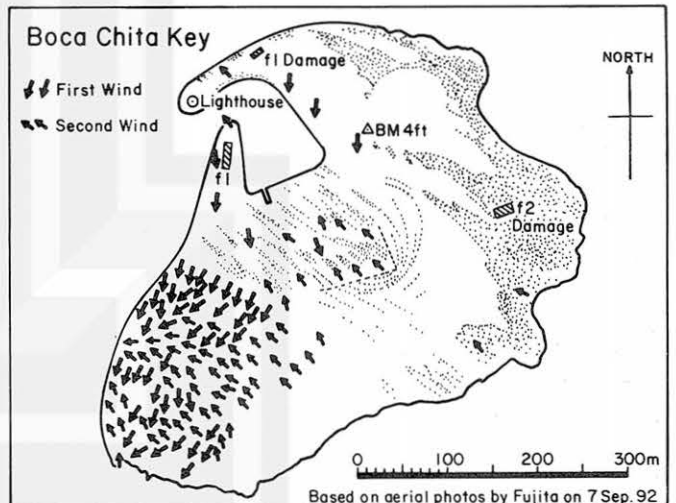 Boca Chita Key
First Wind
Second Wind
f1 Damage
Lighthouse
BM 4ft
NORTH
f1
f2
Damage
0 100 200 300m
Based on aerial photos by Fujita on 7 Sep. 92